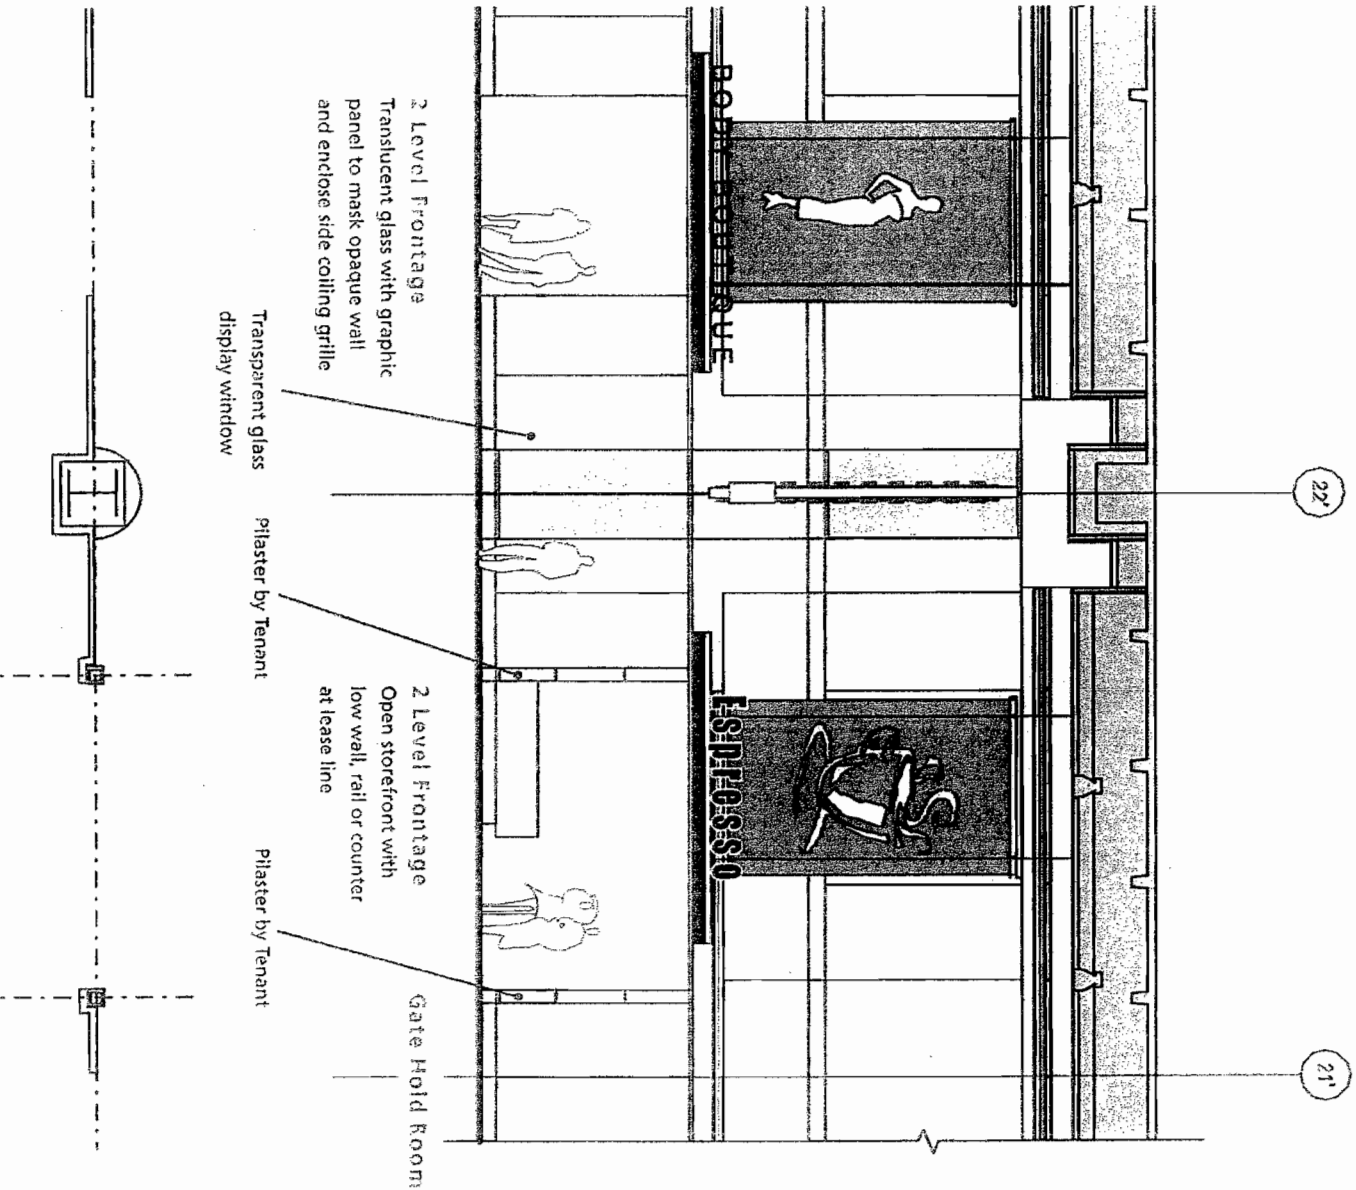 22'
21'
BODY BOUTISQUE
E-S-p-r-e-s-s-o
2 Level Frontage
Translucent glass with graphic
panel to mask opaque wall
and enclose side coiling grille
2 Level Frontage
Open storefront with
low wall, rail or counter
at lease line
Gate Hold Room
Transparent glass
display window
Pilaster by Tenant
Pilaster by Tenant